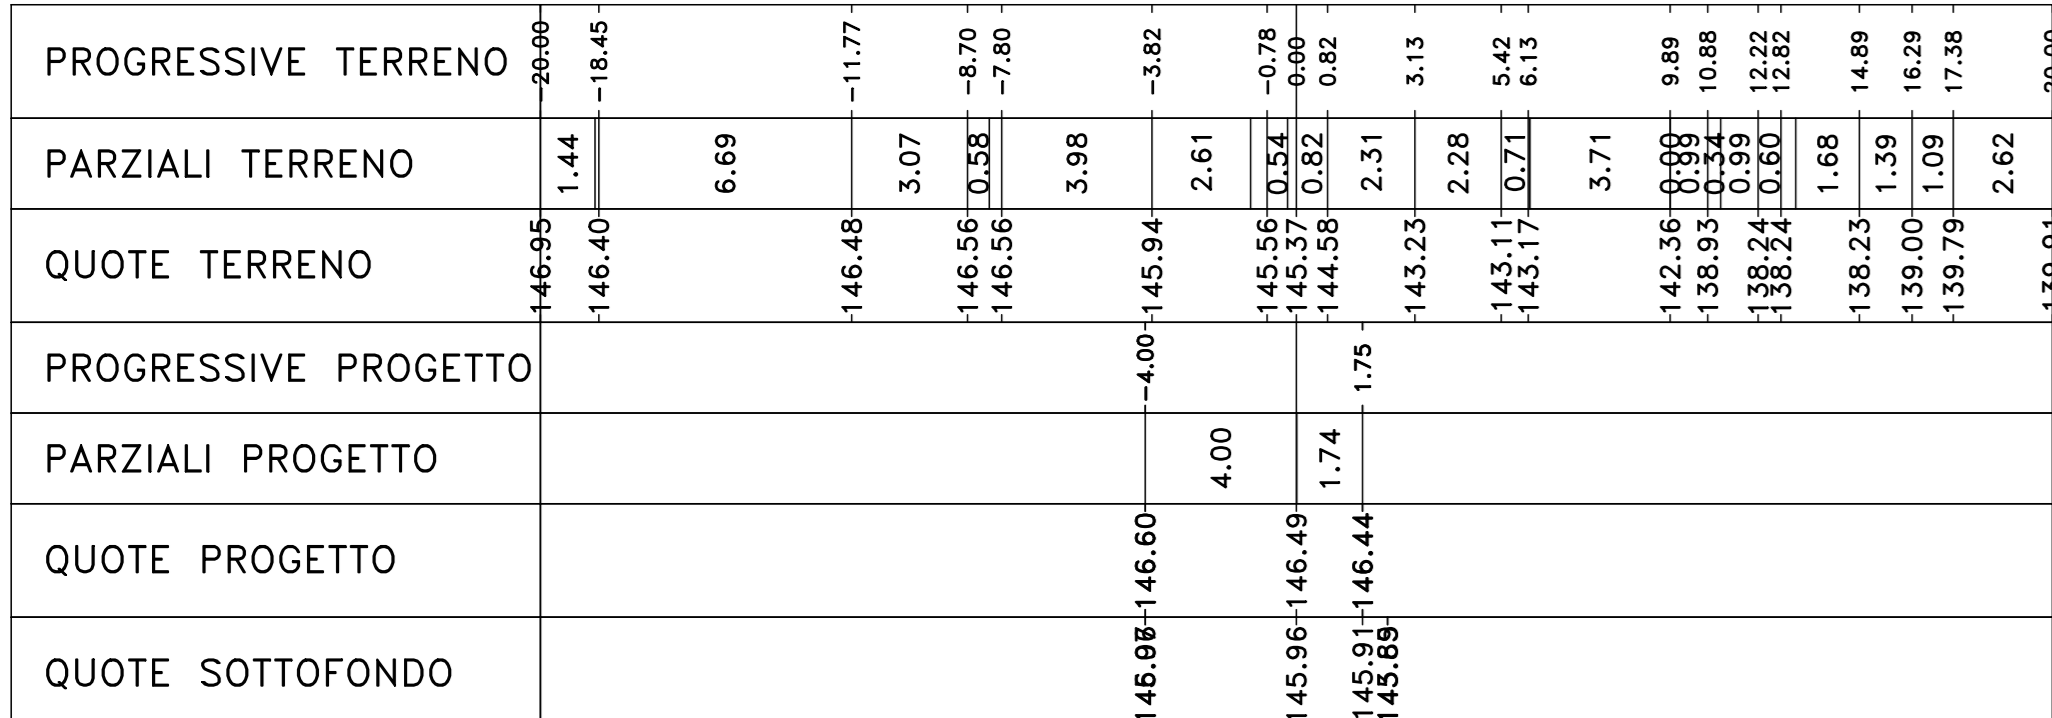 PROGRESSIVE TERRENO -20.00 -18.45 -11.77 -8.70 -7.80 -3.82 -0.78 0.00 0.82 3.13 5.42 6.13 9.89 10.88 12.22 12.82 14.89 16.29 17.38
PARZIALI TERRENO 1.44 6.69 3.07 0.58 3.98 2.61 0.54 0.82 2.31 2.28 0.71 3.71 0.00 0.99 0.34 0.99 0.60 1.68 1.39 1.09 2.62
QUOTE TERRENO 146.95 146.40 146.48 146.56 146.56 145.94 145.56 145.37 144.58 143.23 143.11 143.17 142.36 138.93 138.24 138.24 138.23 139.00 139.79
PROGRESSIVE PROGETTO -4.00 1.75
PARZIALI PROGETTO 4.00 1.74
QUOTE PROGETTO 146.60 146.49 146.44
QUOTE SOTTOFONDO 145.96 145.91